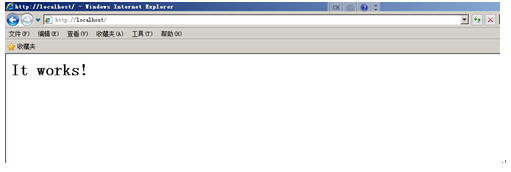 http://localhost/ - Windows Internet Explorer
CH
http://localhost/
文件(F) 编辑(E) 查看(V) 收藏夹(A) 工具(T) 帮助(H)
收藏夹
It works!